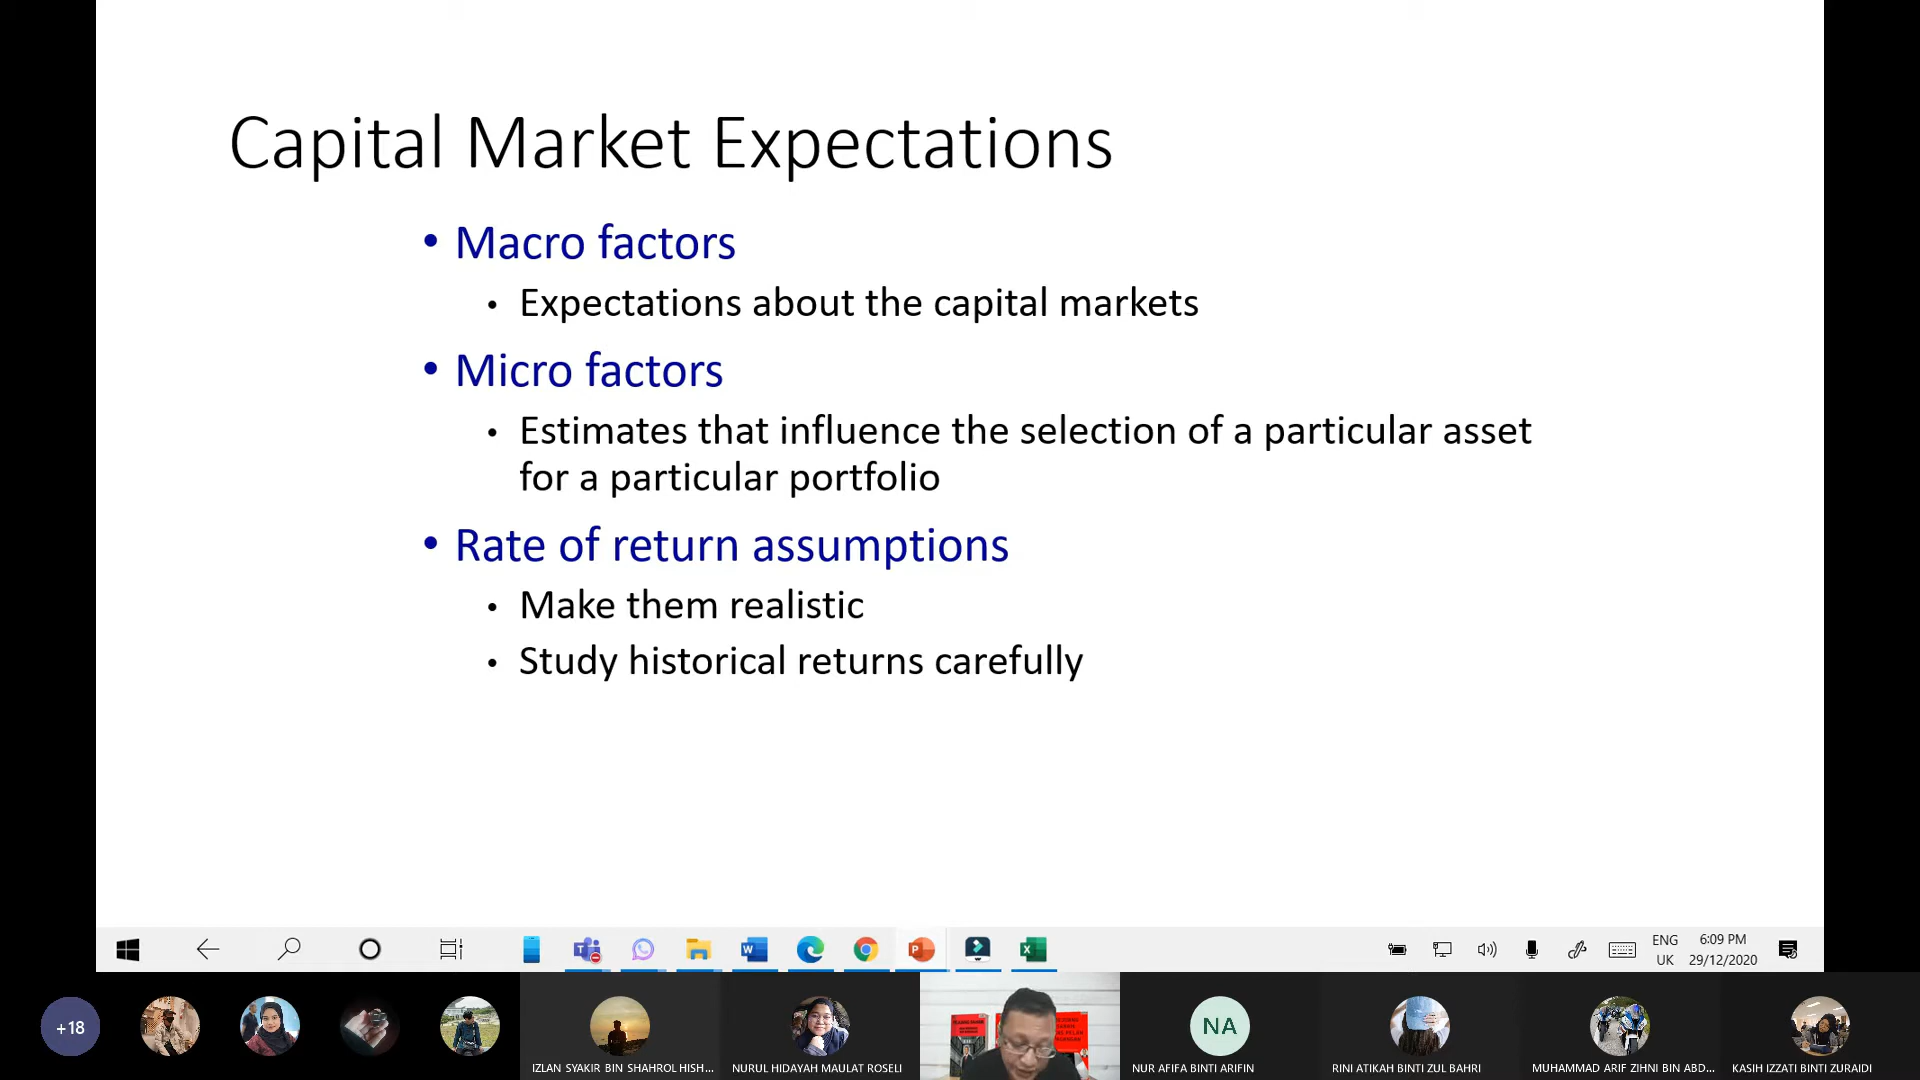 Capital Market Expectations
• Macro factors
• Expectations about the capital markets
• Micro factors
• Estimates that influence the selection of a particular asset
for a particular portfolio
• Rate of return assumptions
• Make them realistic
• Study historical returns carefully
ENG
UK
6:09 PM
29/12/2020
+18
IZLAN SYAKIR BIN SHAHROL HISH...
NURUL HIDAYAH MAULAT ROSELI
NA
NUR AFIFA BINTI ARIFIN
RINI ATIKAH BINTI ZUL BAHRI
MUHAMMAD ARIF ZIHNI BIN ABD...
KASIH IZZATI BINTI ZURAIDI